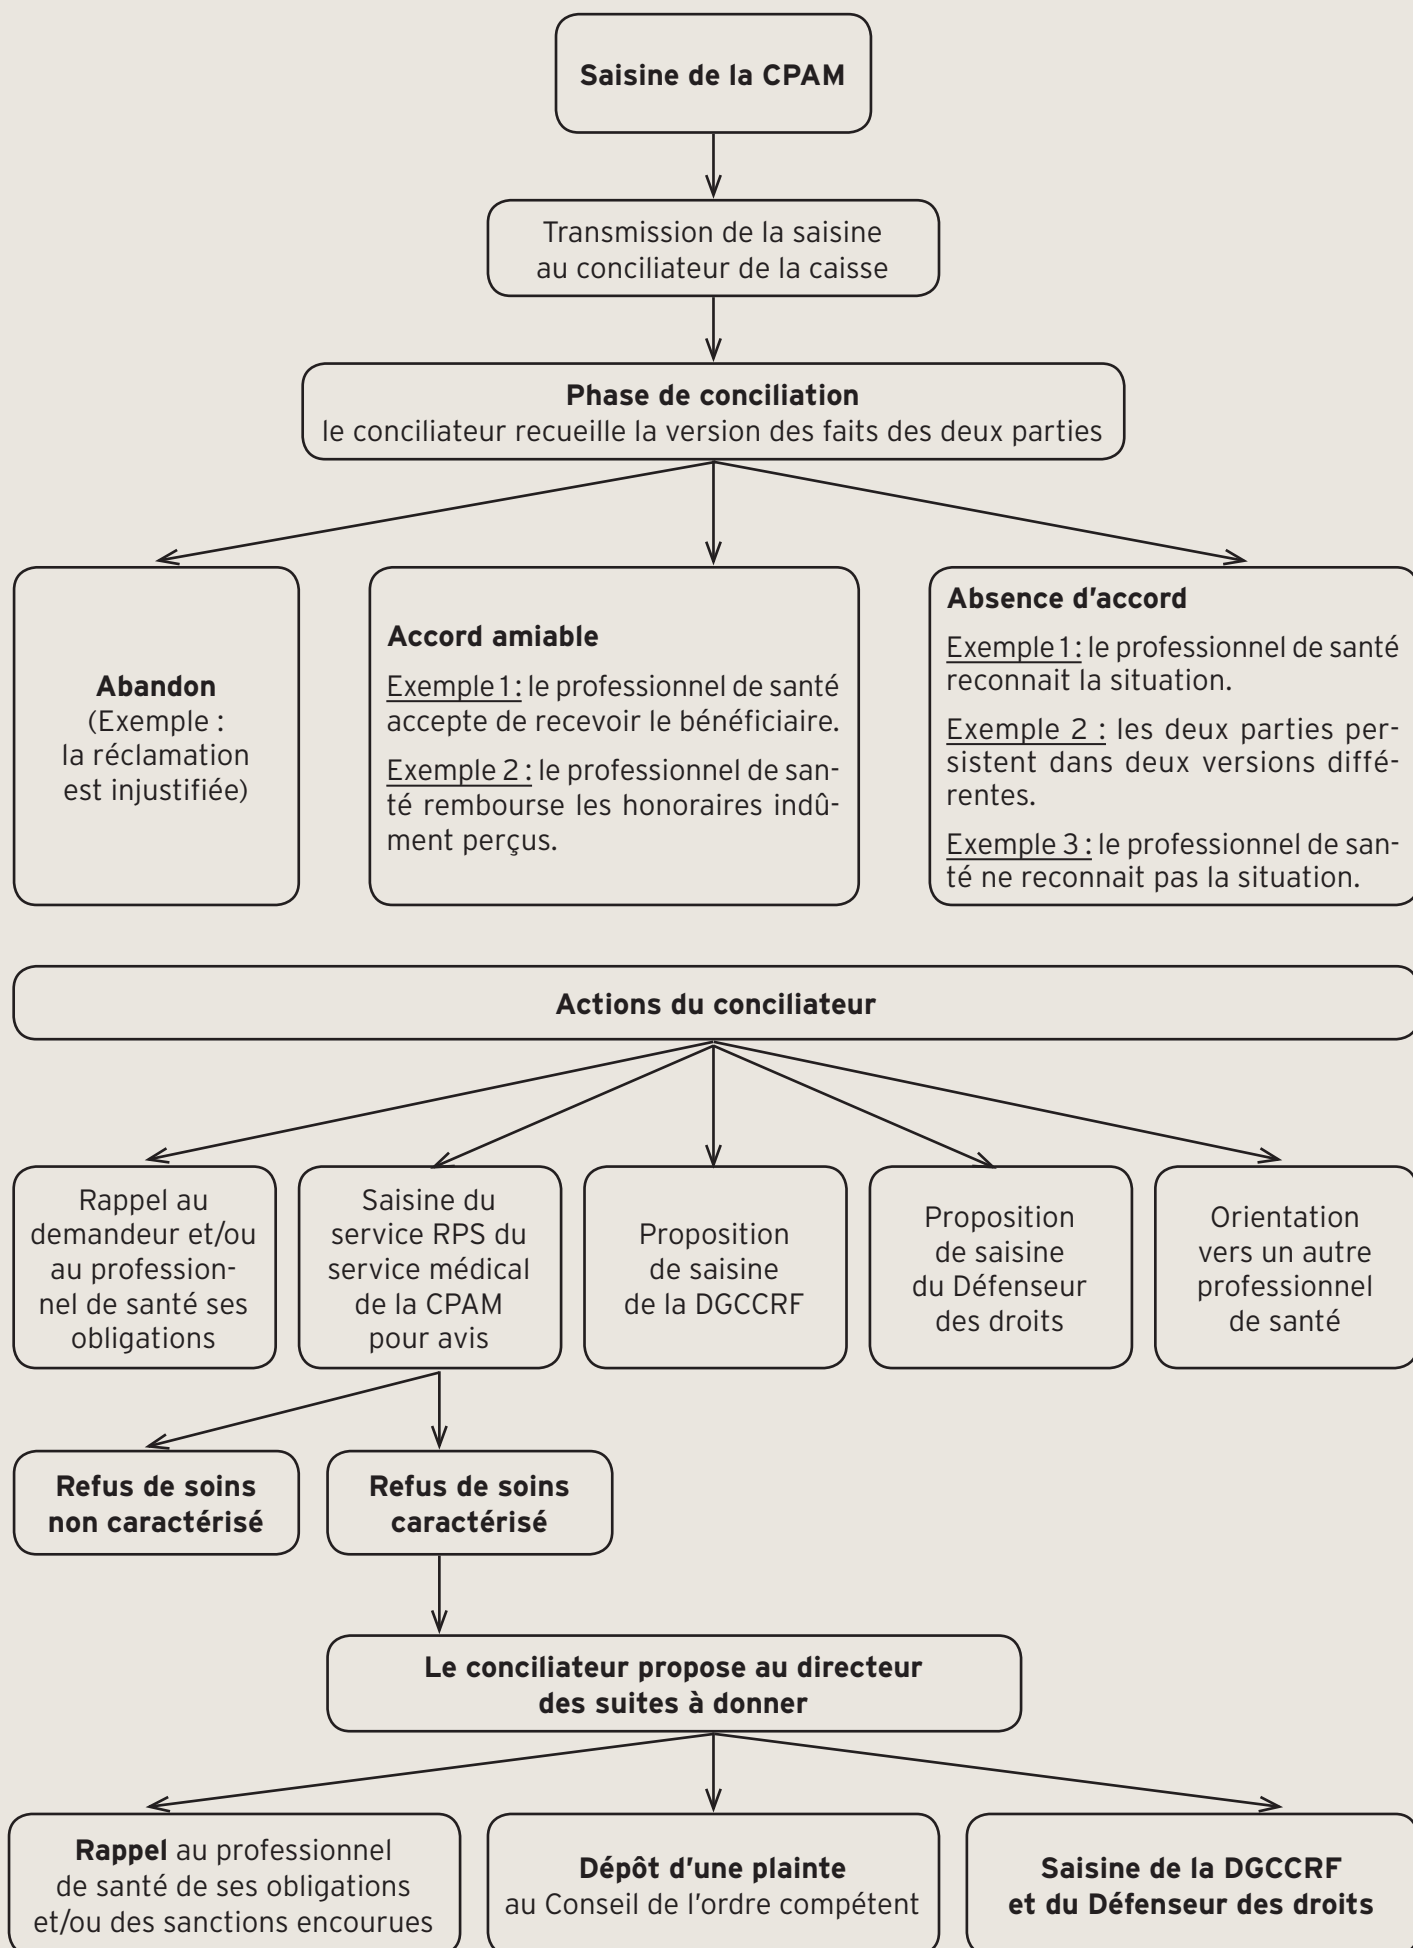 Saisine de la CPAM
Transmission de la saisine
au conciliateur de la caisse
Phase de conciliation
le conciliateur recueille la version des faits des deux parties
Abandon
(Exemple :
la réclamation
est injustifiée)
Accord amiable
Exemple 1 : le professionnel de santé
accepte de recevoir le bénéficiaire.
Exemple 2 : le professionnel de san-
té rembourse les honoraires indû-
ment perçus.
Absence d'accord
Exemple 1 : le professionnel de santé
reconnait la situation.
Exemple 2 : les deux parties per-
sistent dans deux versions diffé-
rentes.
Exemple 3 : le professionnel de san-
té ne reconnait pas la situation.
Actions du conciliateur
Rappel au
demandeur et/ou
au profession-
nel de santé ses
obligations
Saisine du
service RPS du
service médical
de la CPAM
pour avis
Proposition
de saisine
de la DGCCRF
Proposition
de saisine
du Défenseur
des droits
Orientation
vers un autre
professionnel
de santé
Refus de soins
non caractérisé
Refus de soins
caractérisé
Le conciliateur propose au directeur
des suites à donner
Rappel au professionnel
de santé de ses obligations
et/ou des sanctions encourues
Dépôt d'une plainte
au Conseil de l'ordre compétent
Saisine de la DGCCRF
et du Défenseur des droits